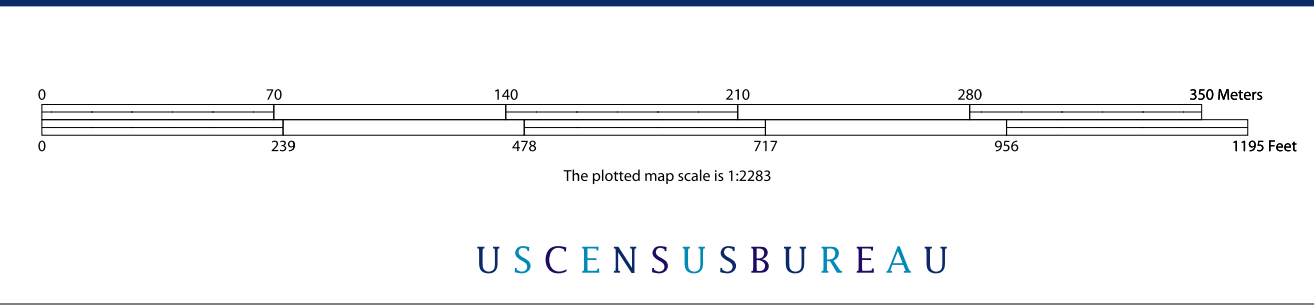 0 70 140 210 280 350 Meters
0 239 478 717 956 1195 Feet
The plotted map scale is 1:2283
USCENSUSBUREAU